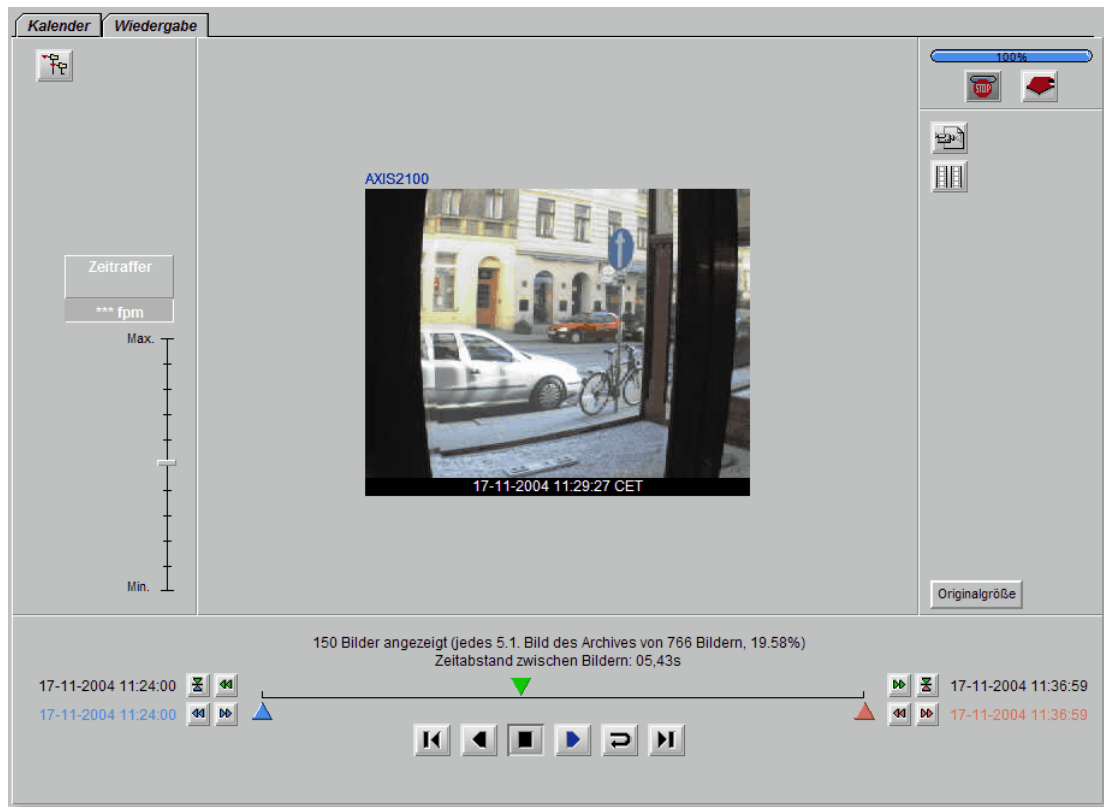 Kalender
Wiedergabe
100%
STOP
AXIS2100
Zeitraffer
*** fpm
Max.
Min.
17-11-2004 11:29:27 CET
Originalgröße
150 Bilder angezeigt (jedes 5.1. Bild des Archives von 766 Bildern, 19.58%)
Zeitabstand zwischen Bildern: 05,43s
17-11-2004 11:24:00
17-11-2004 11:36:59
17-11-2004 11:24:00
17-11-2004 11:36:59